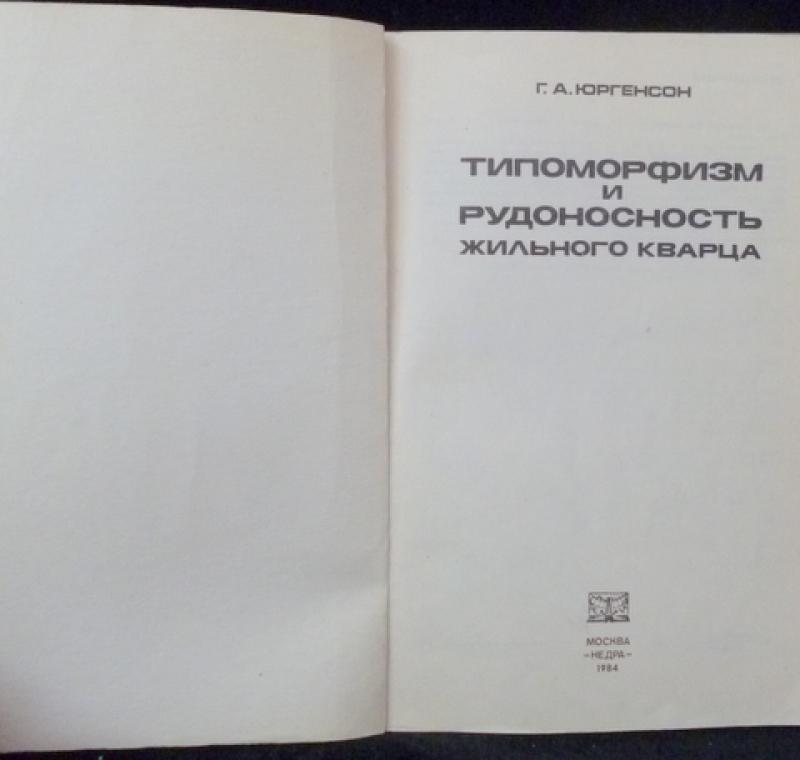 Г. А. ЮРГЕНСОН
ТИПОМОРФИЗМ
И
РУДОНОСНОСТЬ
ЖИЛЬНОГО КВАРЦА
МОСКВА
–НЕДРА–
1984